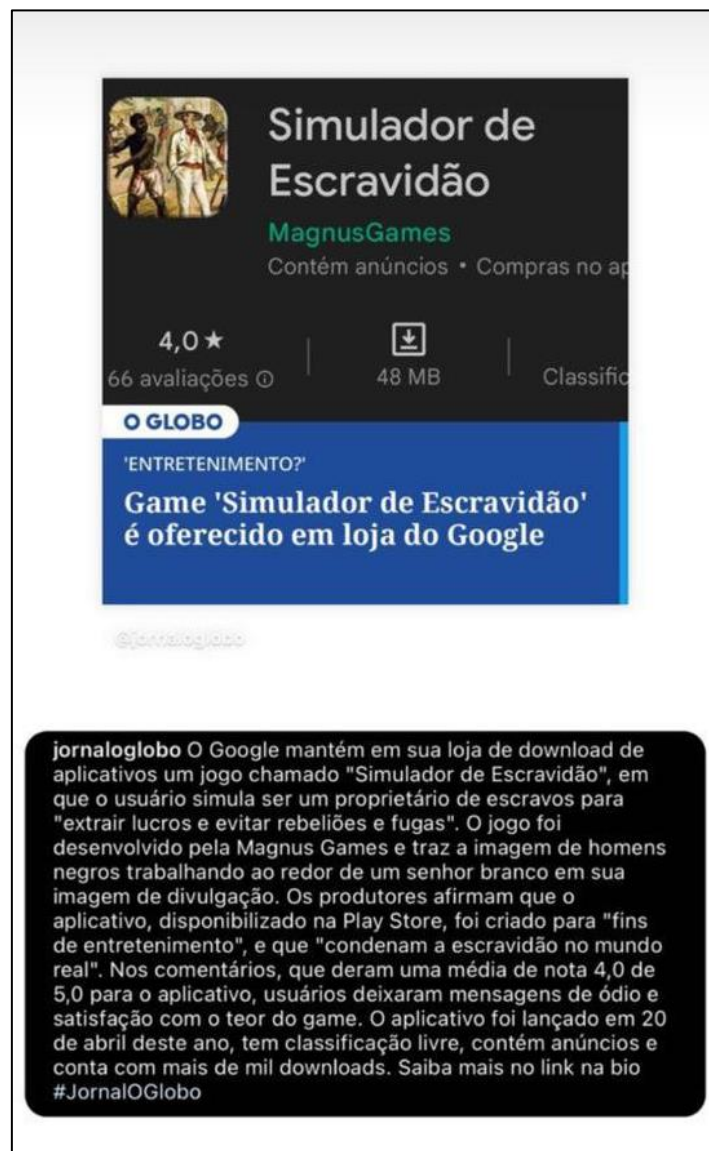 Simulador de
Escravidão
MagnusGames
Contém anúncios • Compras no ap
4,0 ★
66 avaliações ⓘ
48 MB
Classific
O GLOBO
'ENTRETENIMENTO?'
Game 'Simulador de Escravidão'
é oferecido em loja do Google
@jornaloglobo
jornaloglobo O Google mantém em sua loja de download de
aplicativos um jogo chamado "Simulador de Escravidão", em
que o usuário simula ser um proprietário de escravos para
"extrair lucros e evitar rebeliões e fugas". O jogo foi
desenvolvido pela Magnus Games e traz a imagem de homens
negros trabalhando ao redor de um senhor branco em sua
imagem de divulgação. Os produtores afirmam que o
aplicativo, disponibilizado na Play Store, foi criado para "fins
de entretenimento", e que "condenam a escravidão no mundo
real". Nos comentários, que deram uma média de nota 4,0 de
5,0 para o aplicativo, usuários deixaram mensagens de ódio e
satisfação com o teor do game. O aplicativo foi lançado em 20
de abril deste ano, tem classificação livre, contém anúncios e
conta com mais de mil downloads. Saiba mais no link na bio
#JornalOGlobo